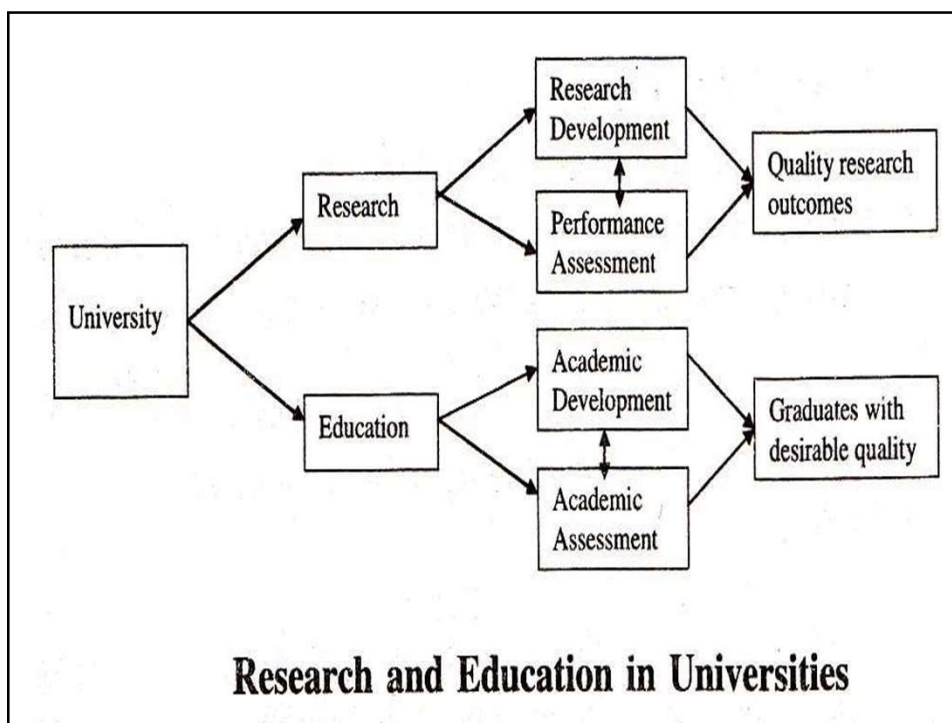 Research
Development
Quality research
outcomes
Research
Performance
Assessment
University
Academic
Development
Graduates with
desirable quality
Education
Academic
Assessment
Research and Education in Universities